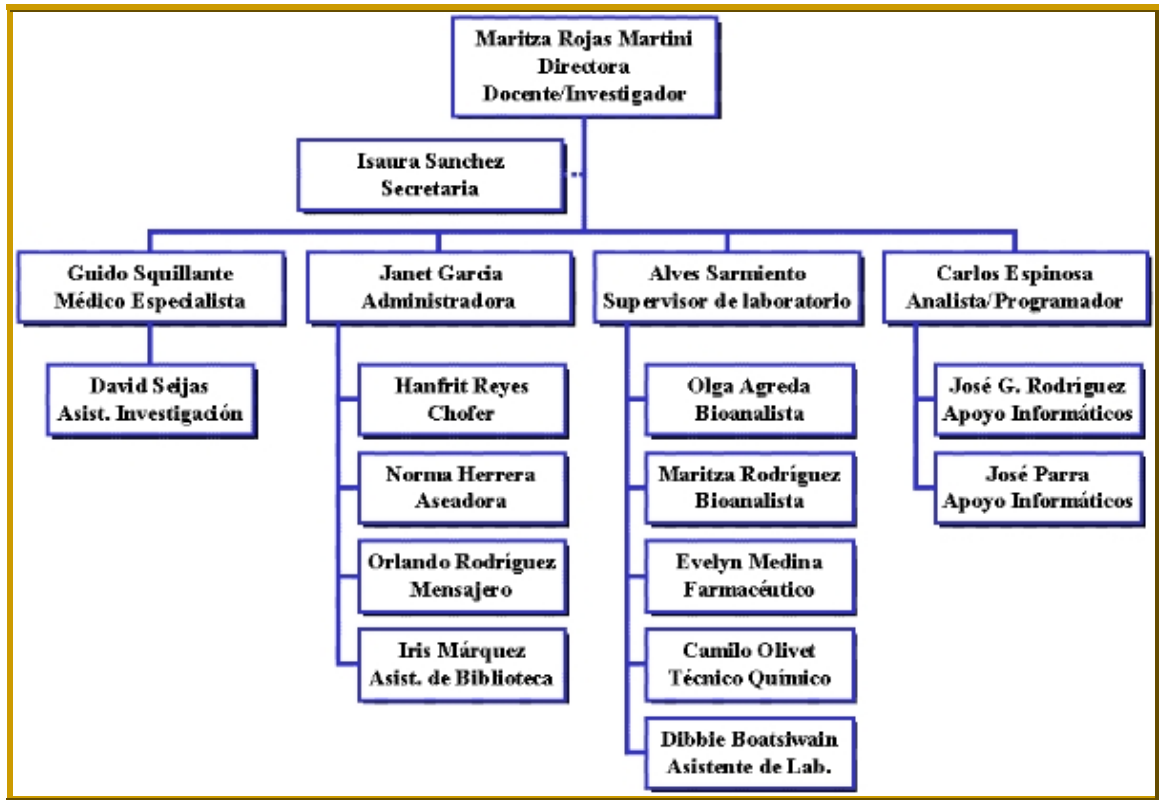 Maritza Rojas Martini
Directora
Docente/Investigador
Isaura Sanchez
Secretaria
Guido Squillante
Médico Especialista
Janet Garcia
Administradora
Alves Sarmiento
Supervisor de laboratorio
Carlos Espinosa
Analista/Programador
David Seijas
Asist. Investigación
Hanfrit Reyes
Chofer
Norma Herrera
Aseadora
Orlando Rodríguez
Mensajero
Iris Márquez
Asist. de Biblioteca
Olga Agreda
Bioanalista
Maritza Rodríguez
Bioanalista
Evelyn Medina
Farmacéutico
Camilo Olivet
Técnico Químico
Dibbie Boatsiwain
Asistente de Lab.
José G. Rodríguez
Apoyo Informáticos
José Parra
Apoyo Informáticos